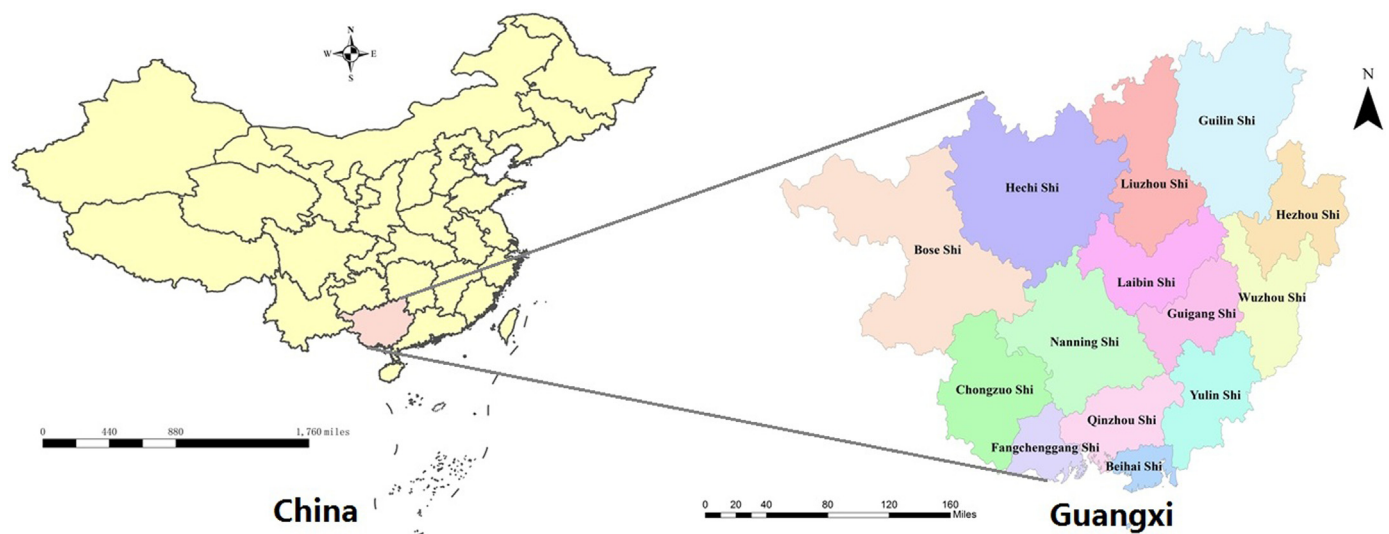 N
W E
S
0 440 880 1,760 miles
China
N
Guilin Shi
Hechi Shi
Liuzhou Shi
Hezhou Shi
Bose Shi
Laibin Shi
Wuzhou Shi
Guigang Shi
Nanning Shi
Chongzuo Shi
Yulin Shi
Qinzhou Shi
Fangchenggang Shi
Beihai Shi
0 20 40 80 120 160
Miles
Guangxi